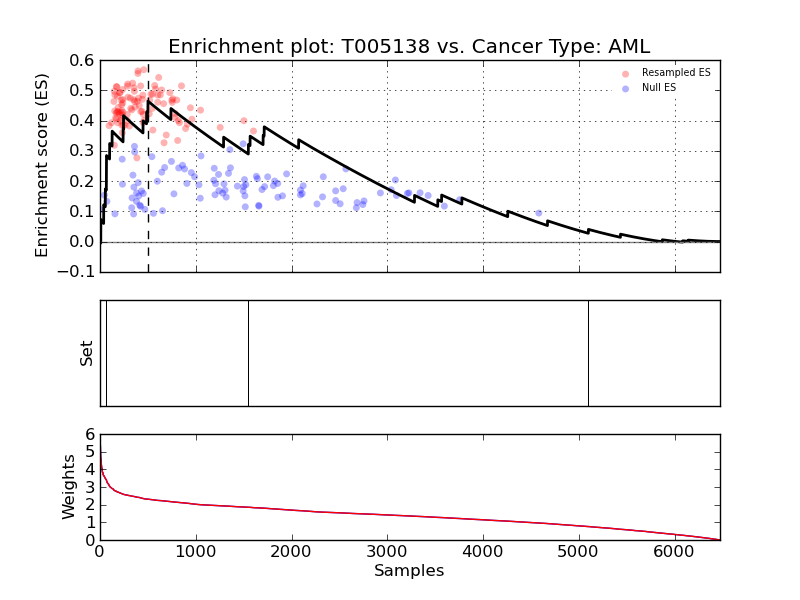 Enrichment plot: T005138 vs. Cancer Type: AML
Enrichment score (ES)
0.6
0.5
0.4
0.3
0.2
0.1
0.0
−0.1
Resampled ES
Null ES
Set
Weights
6
5
4
3
2
1
0
0 1000 2000 3000 4000 5000 6000
Samples